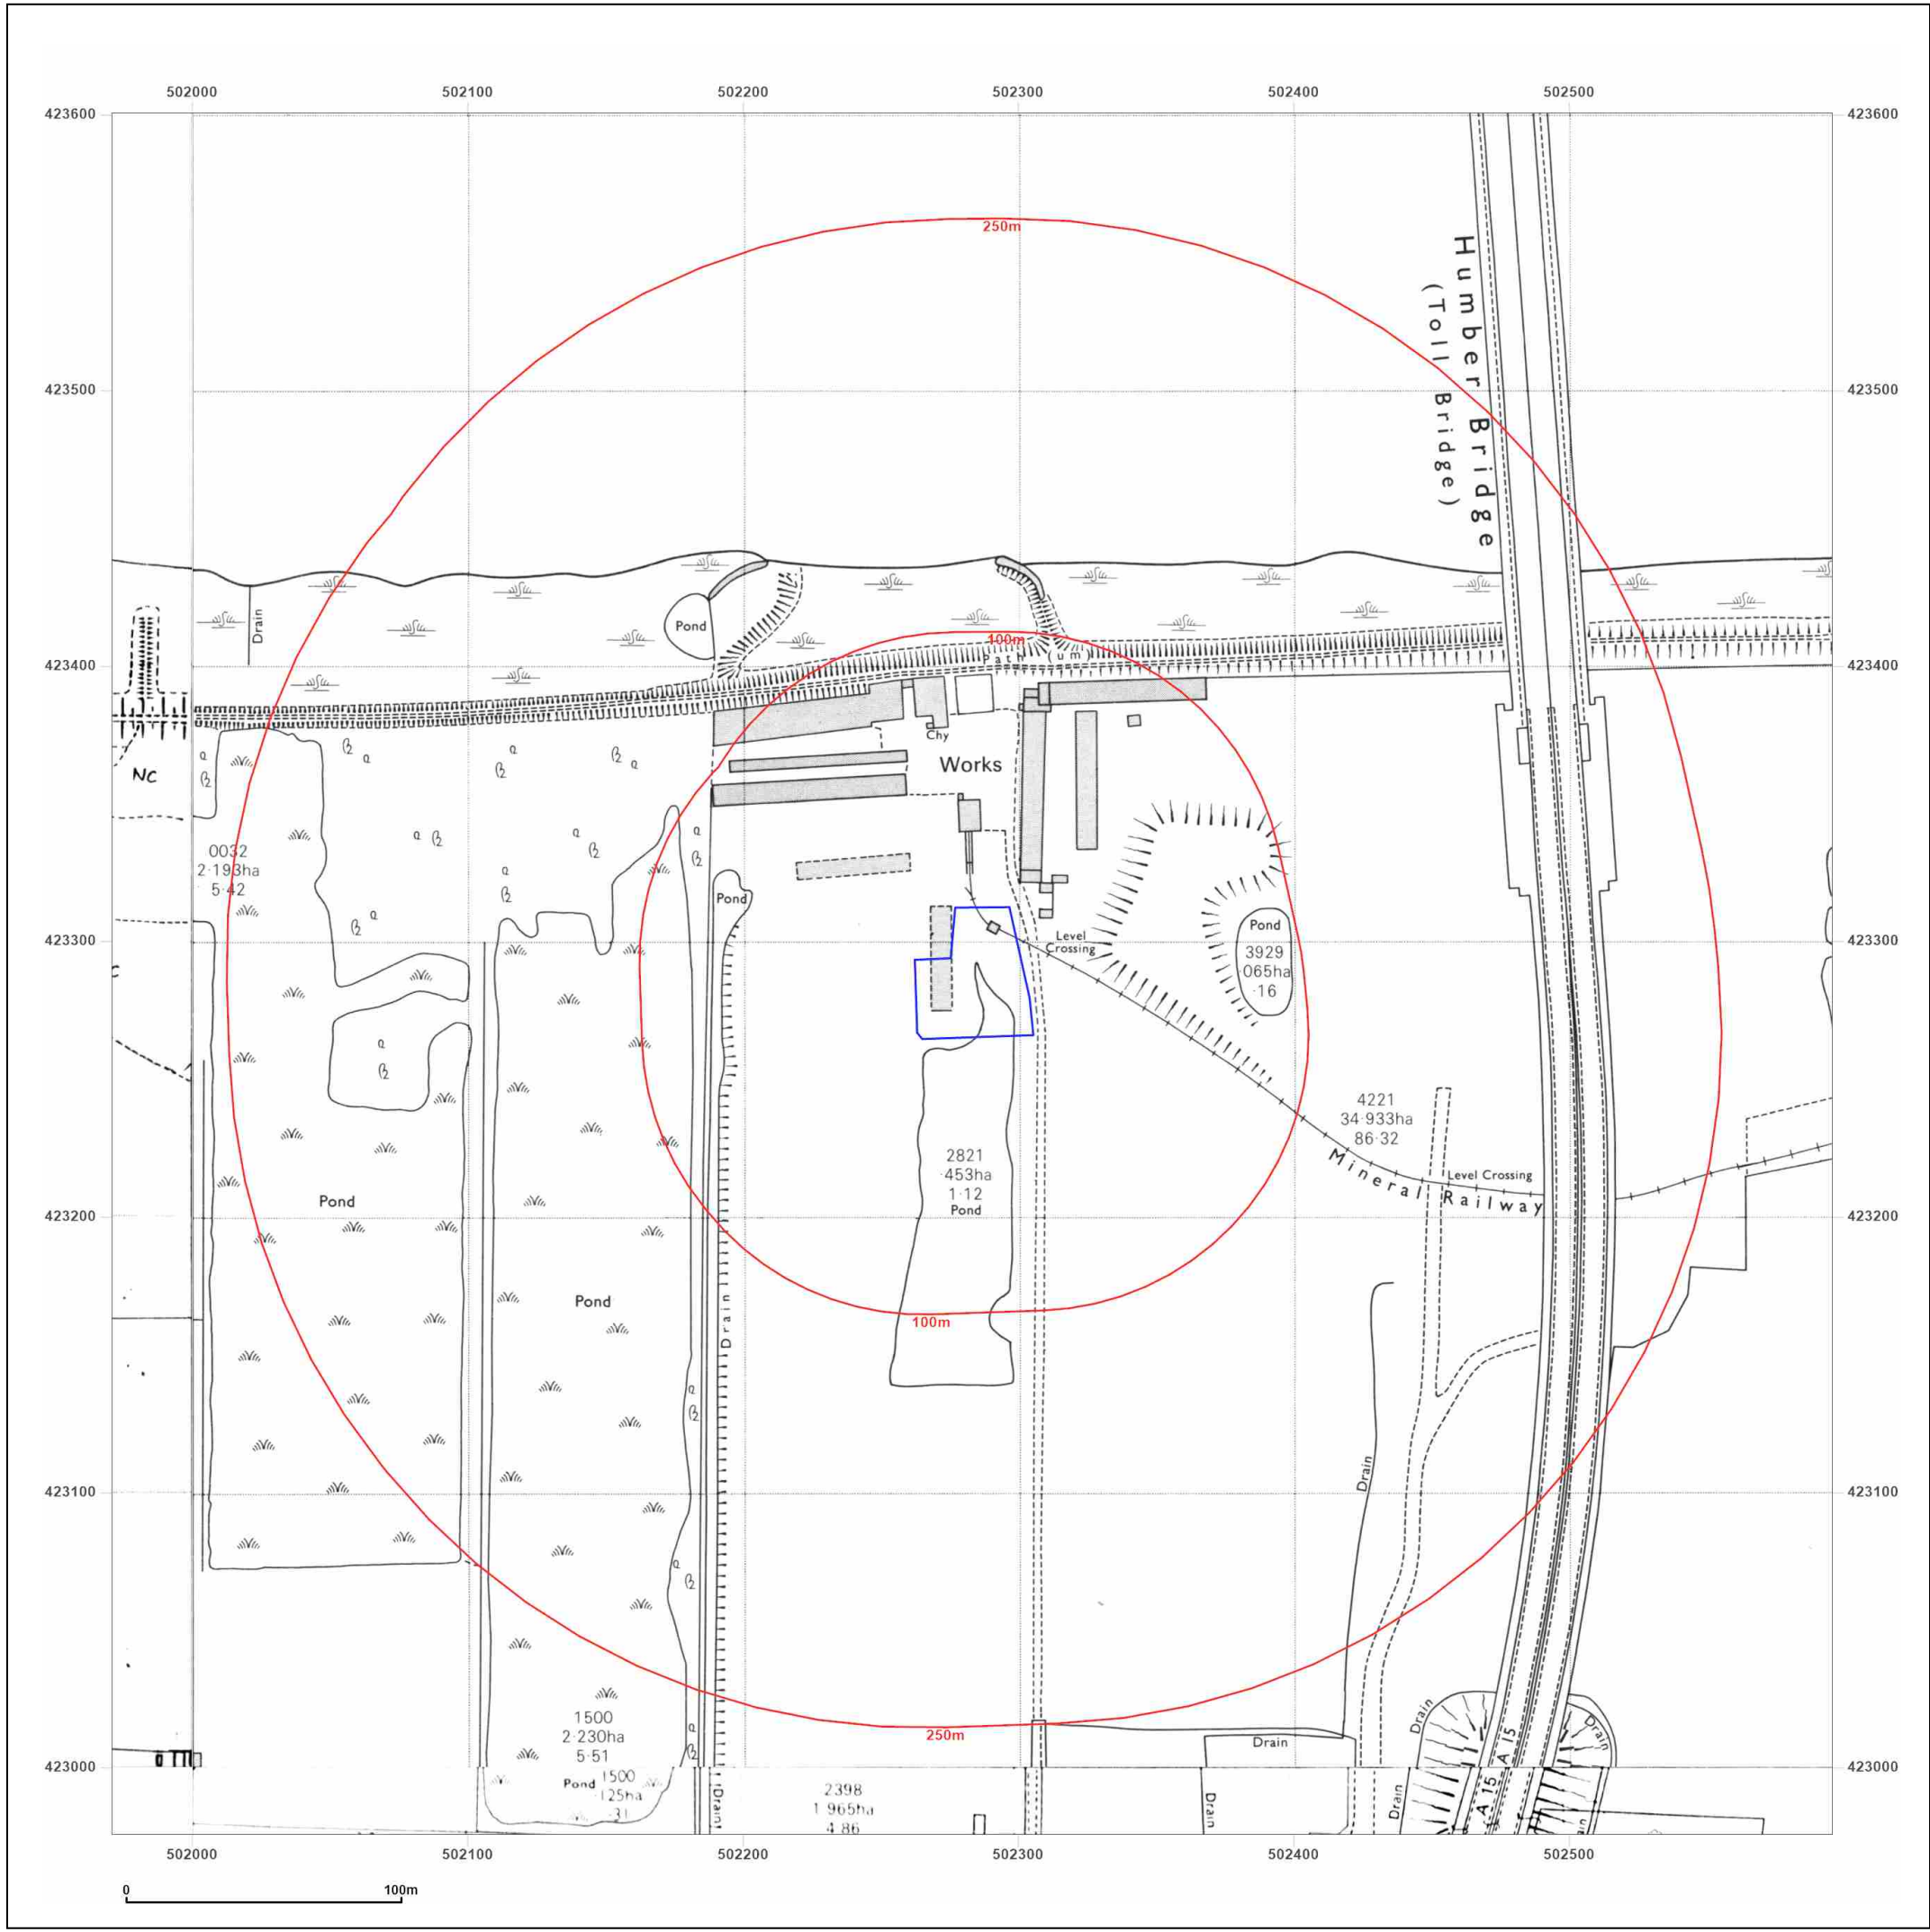 502000 502100 502200 502300 502400 502500
423600 423600
250m
Humber Bridge
(Toll Bridge)
423500 423500
Drain
Pond
100m
Path (um)
423400 423400
Chy
NC
Works
0032
2·193ha
5·42
Pond
Pond
3929
·065ha
·16
Level
Crossing
423300 423300
4221
34·933ha
86·32
Mineral Railway
Level Crossing
2821
·453ha
1·12
Pond
Pond
423200 423200
Pond
Drain
100m
Drain
423100 423100
1500
2·230ha
5·51
250m
Drain
Drain
Drain
A 15
423000 423000
Pond
1500
·125ha
·31
Drain
2398
1·965ha
4·86
Drain
Drain
A 15
502000 502100 502200 502300 502400 502500
0 100m